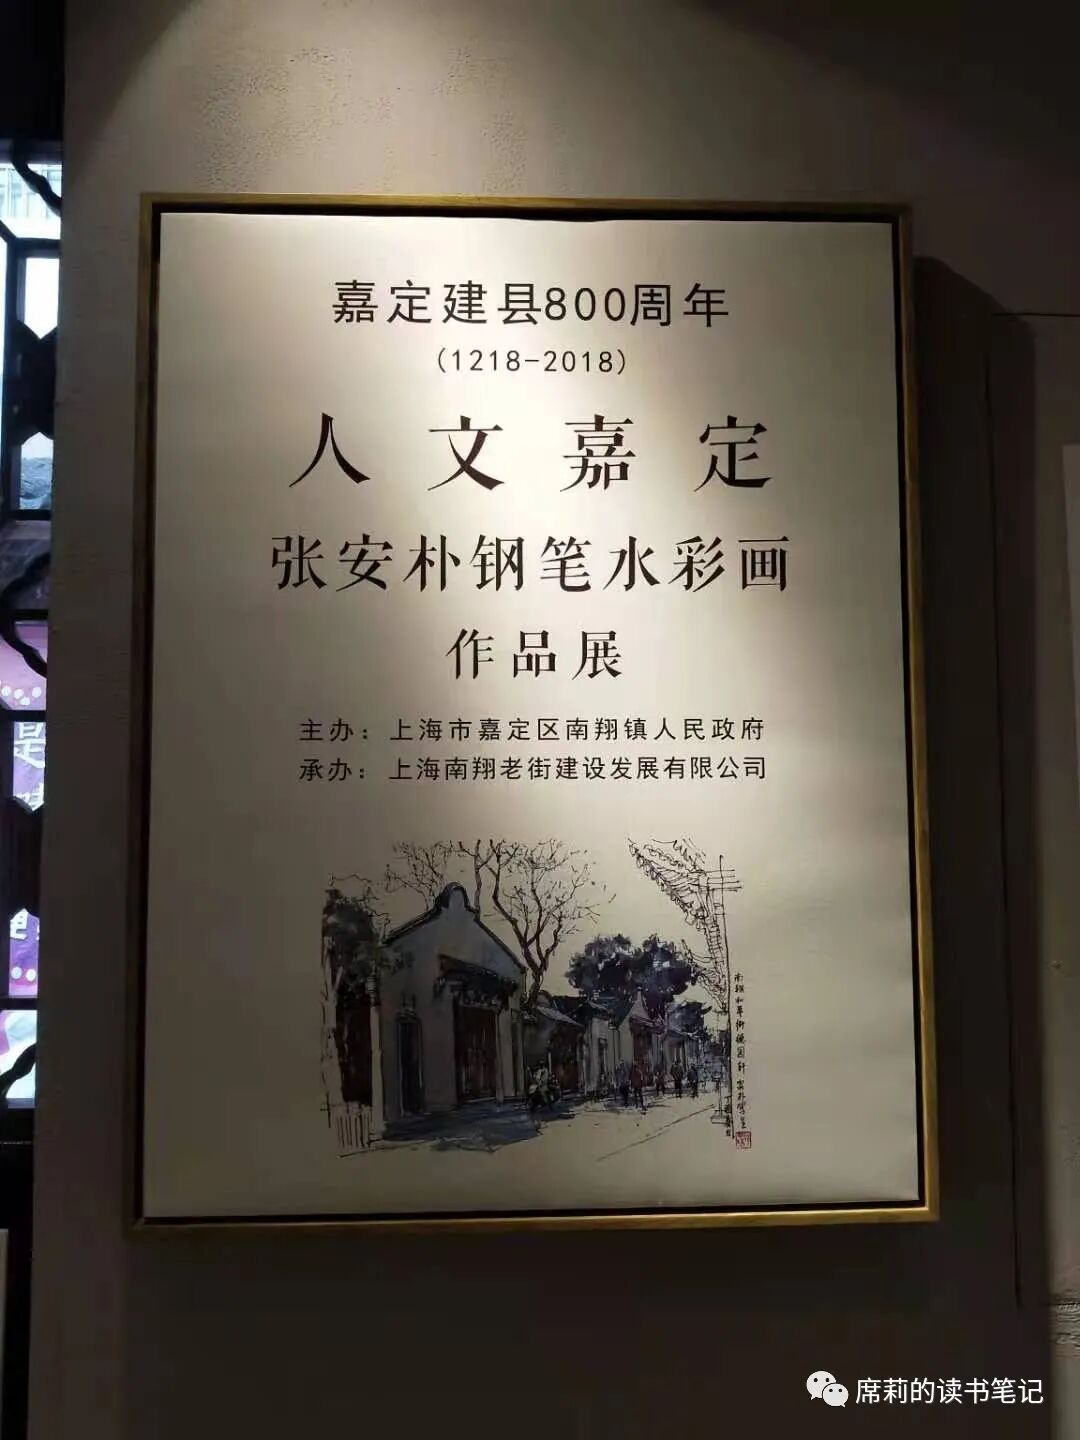 嘉定建县800周年
(1218-2018)
人文嘉定
张安朴钢笔水彩画
作品展
主办：上海市嘉定区南翔镇人民政府
承办：上海南翔老街建设发展有限公司
是
席莉的读书笔记